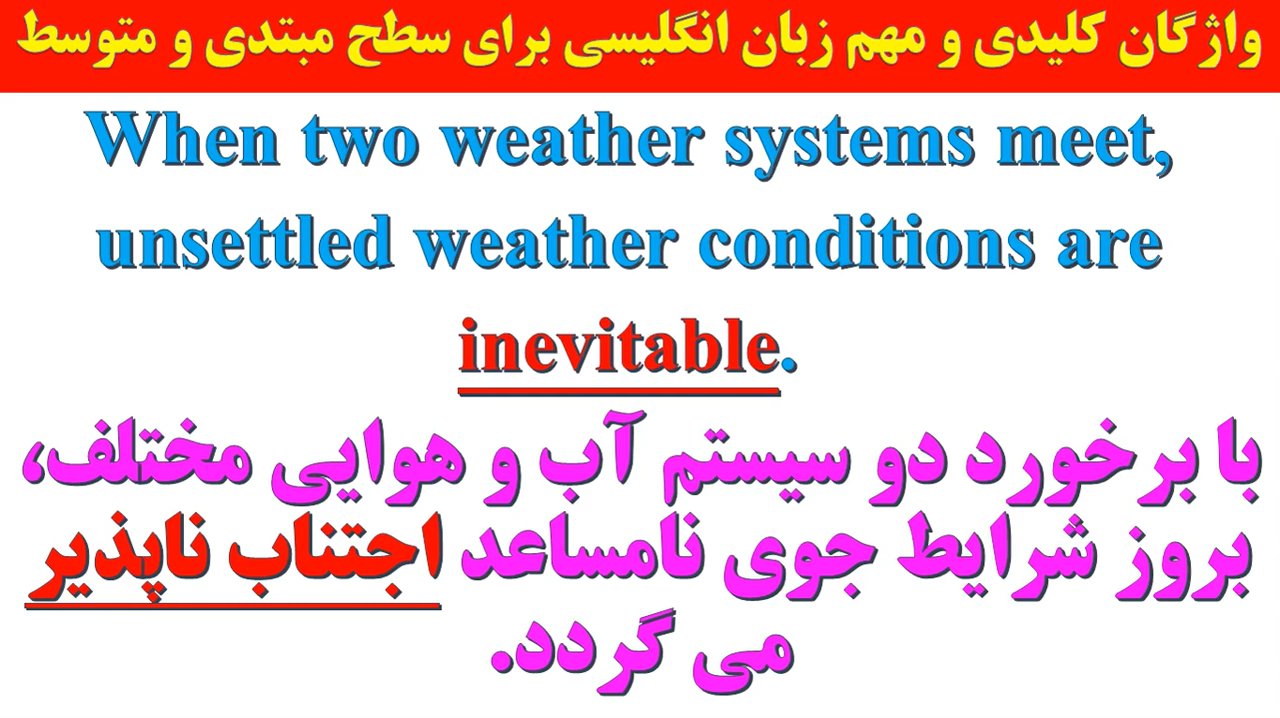 واژگان کلیدی و مهم زبان انگلیسی برای سطح مبتدی و متوسط
When two weather systems meet,
unsettled weather conditions are
inevitable.
با برخورد دو سیستم آب و هوایی مختلف،
بروز شرایط جوی نامساعد اجتناب ناپذیر
می گردد.